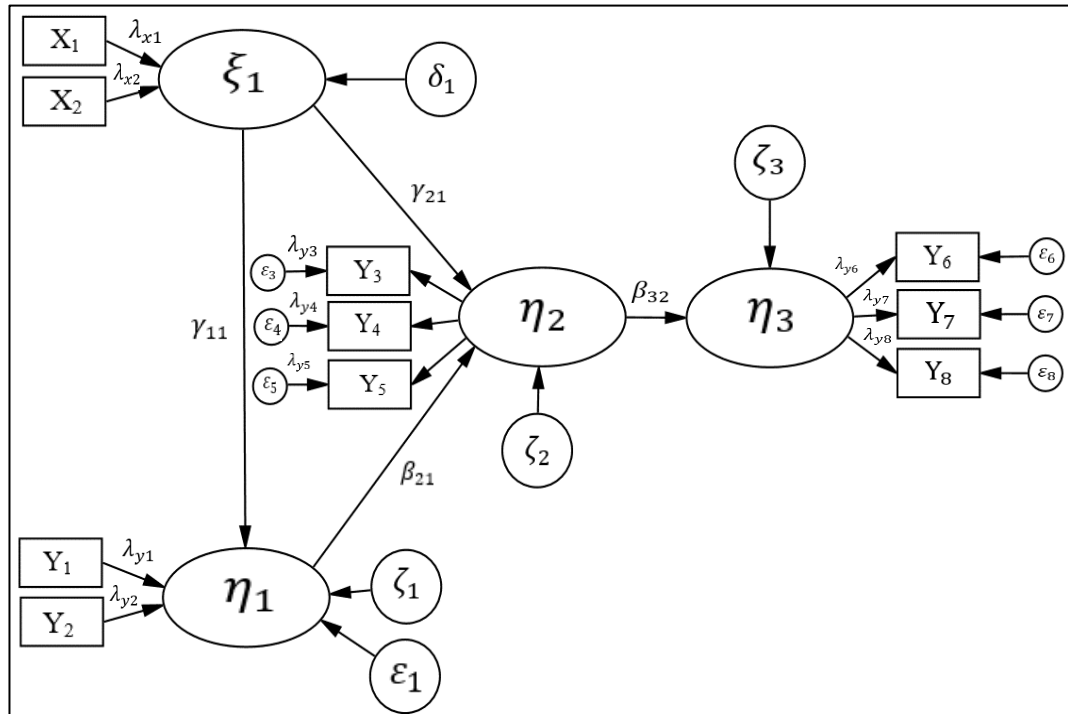 X₁
λₓ₁
X₂
λₓ₂
ξ₁
δ₁
γ₂₁
ζ₃
γ₁₁
ε₃
λy₃
Y₃
ε₄
λy₄
Y₄
ε₅
λy₅
Y₅
η₂
β₃₂
η₃
λy₆
Y₆
ε₆
λy₇
Y₇
ε₇
λy₈
Y₈
ε₈
ζ₂
β₂₁
Y₁
λy₁
Y₂
λy₂
η₁
ζ₁
ε₁